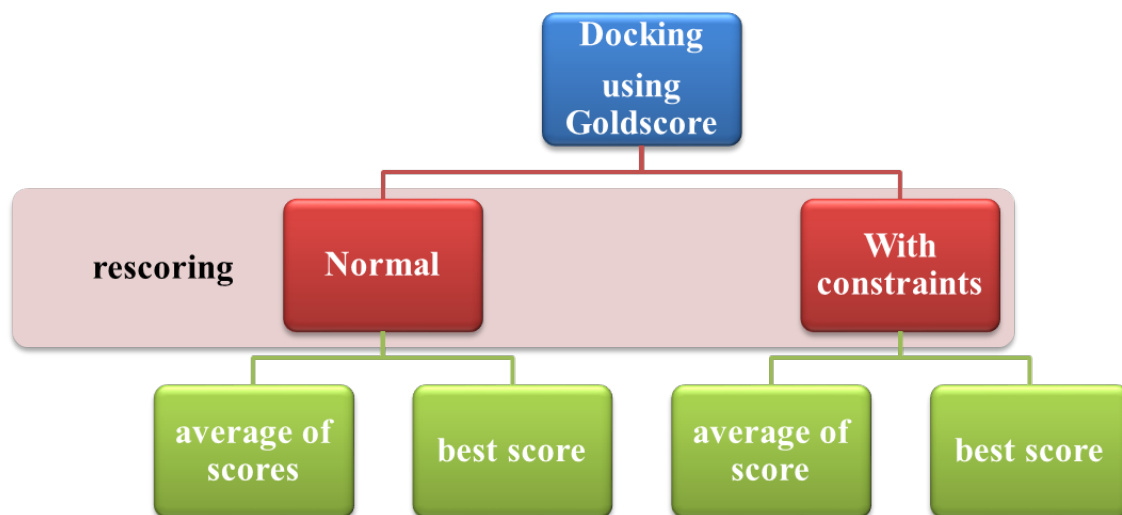 Docking
using
Goldscore
rescoring
Normal
With
constraints
average of
scores
best score
average of
score
best score